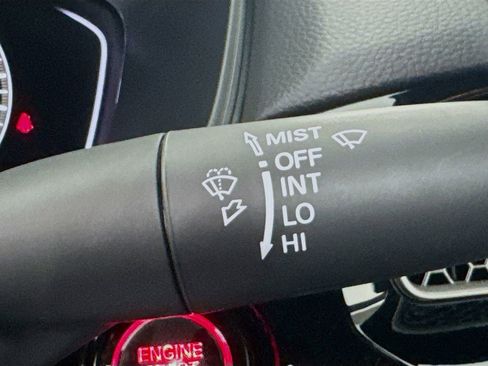 MIST
OFF
INT
LO
HI
ENGINE